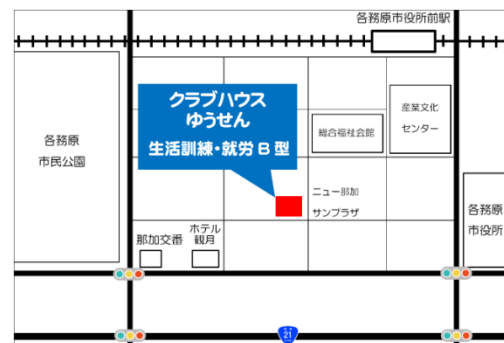 各務原市役所前駅
クラブハウス
ゆうせん
生活訓練・就労B型
産業文化
センター
総合福祉会館
各務原
市民公園
ニュー那加
サンプラザ
各務原
市役所
那加交番
ホテル
観月
国道
21